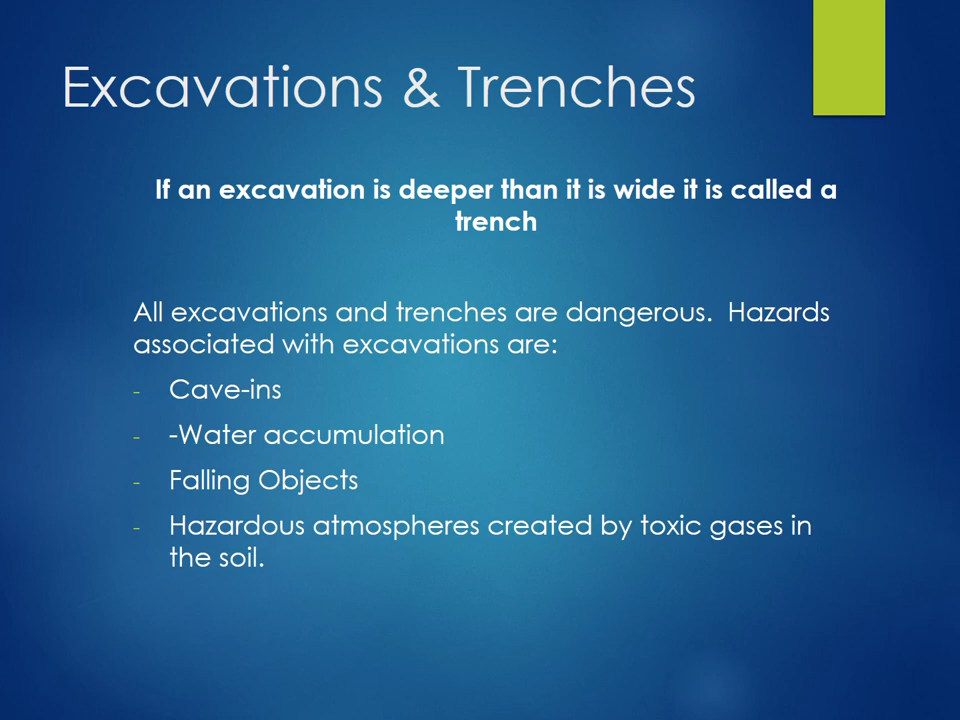 Excavations & Trenches
If an excavation is deeper than it is wide it is called a
trench
All excavations and trenches are dangerous.  Hazards
associated with excavations are:
- Cave-ins
- -Water accumulation
- Falling Objects
- Hazardous atmospheres created by toxic gases in
the soil.